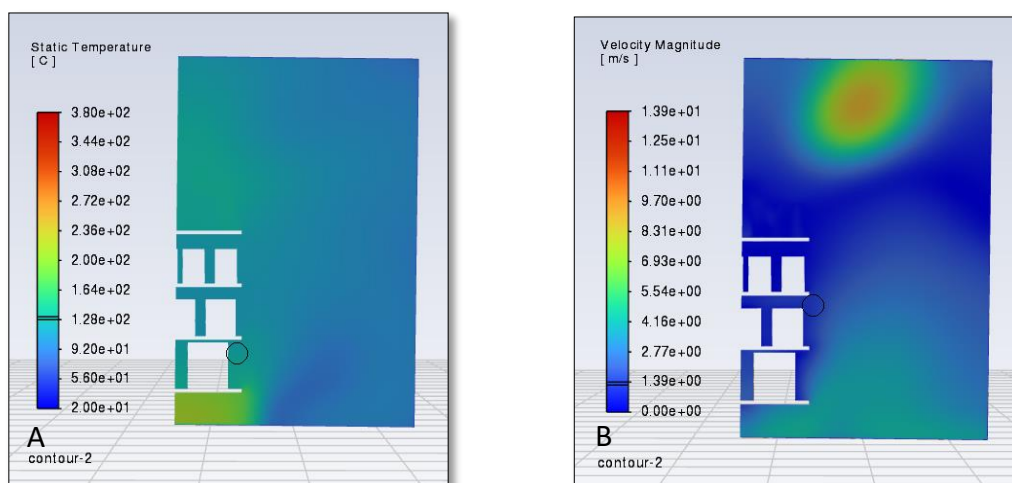 Static Temperature
[ C ]
3.80e+02
3.44e+02
3.08e+02
2.72e+02
2.36e+02
2.00e+02
1.64e+02
1.28e+02
9.20e+01
5.60e+01
2.00e+01
A
contour-2
Velocity Magnitude
[ m/s ]
1.39e+01
1.25e+01
1.11e+01
9.70e+00
8.31e+00
6.93e+00
5.54e+00
4.16e+00
2.77e+00
1.39e+00
0.00e+00
B
contour-2